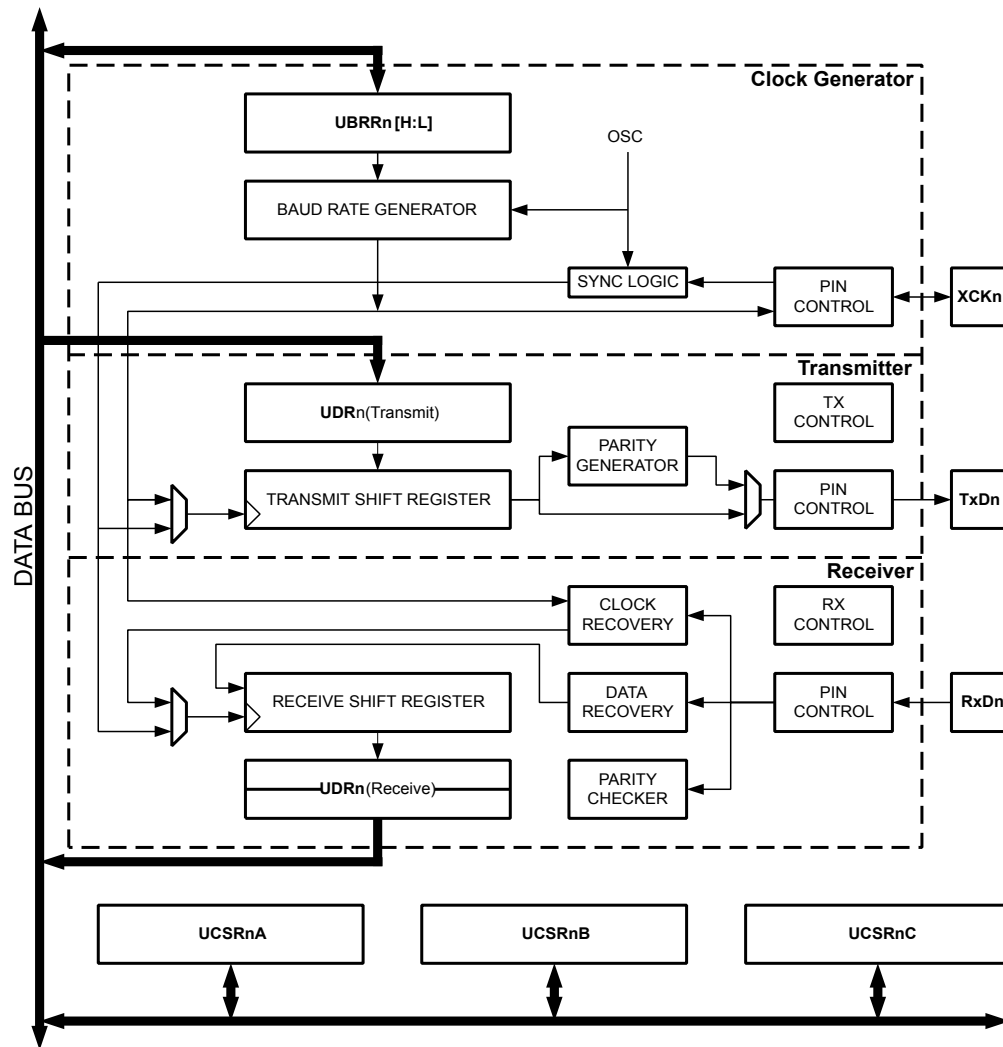 Clock Generator
UBRRn [H:L]
OSC
BAUD RATE GENERATOR
SYNC LOGIC
PIN
CONTROL
XCKn
Transmitter
UDRn(Transmit)
TX
CONTROL
PARITY
GENERATOR
TRANSMIT SHIFT REGISTER
PIN
CONTROL
TxDn
DATA BUS
Receiver
CLOCK
RECOVERY
RX
CONTROL
RECEIVE SHIFT REGISTER
DATA
RECOVERY
PIN
CONTROL
RxDn
UDRn(Receive)
PARITY
CHECKER
UCSRnA
UCSRnB
UCSRnC